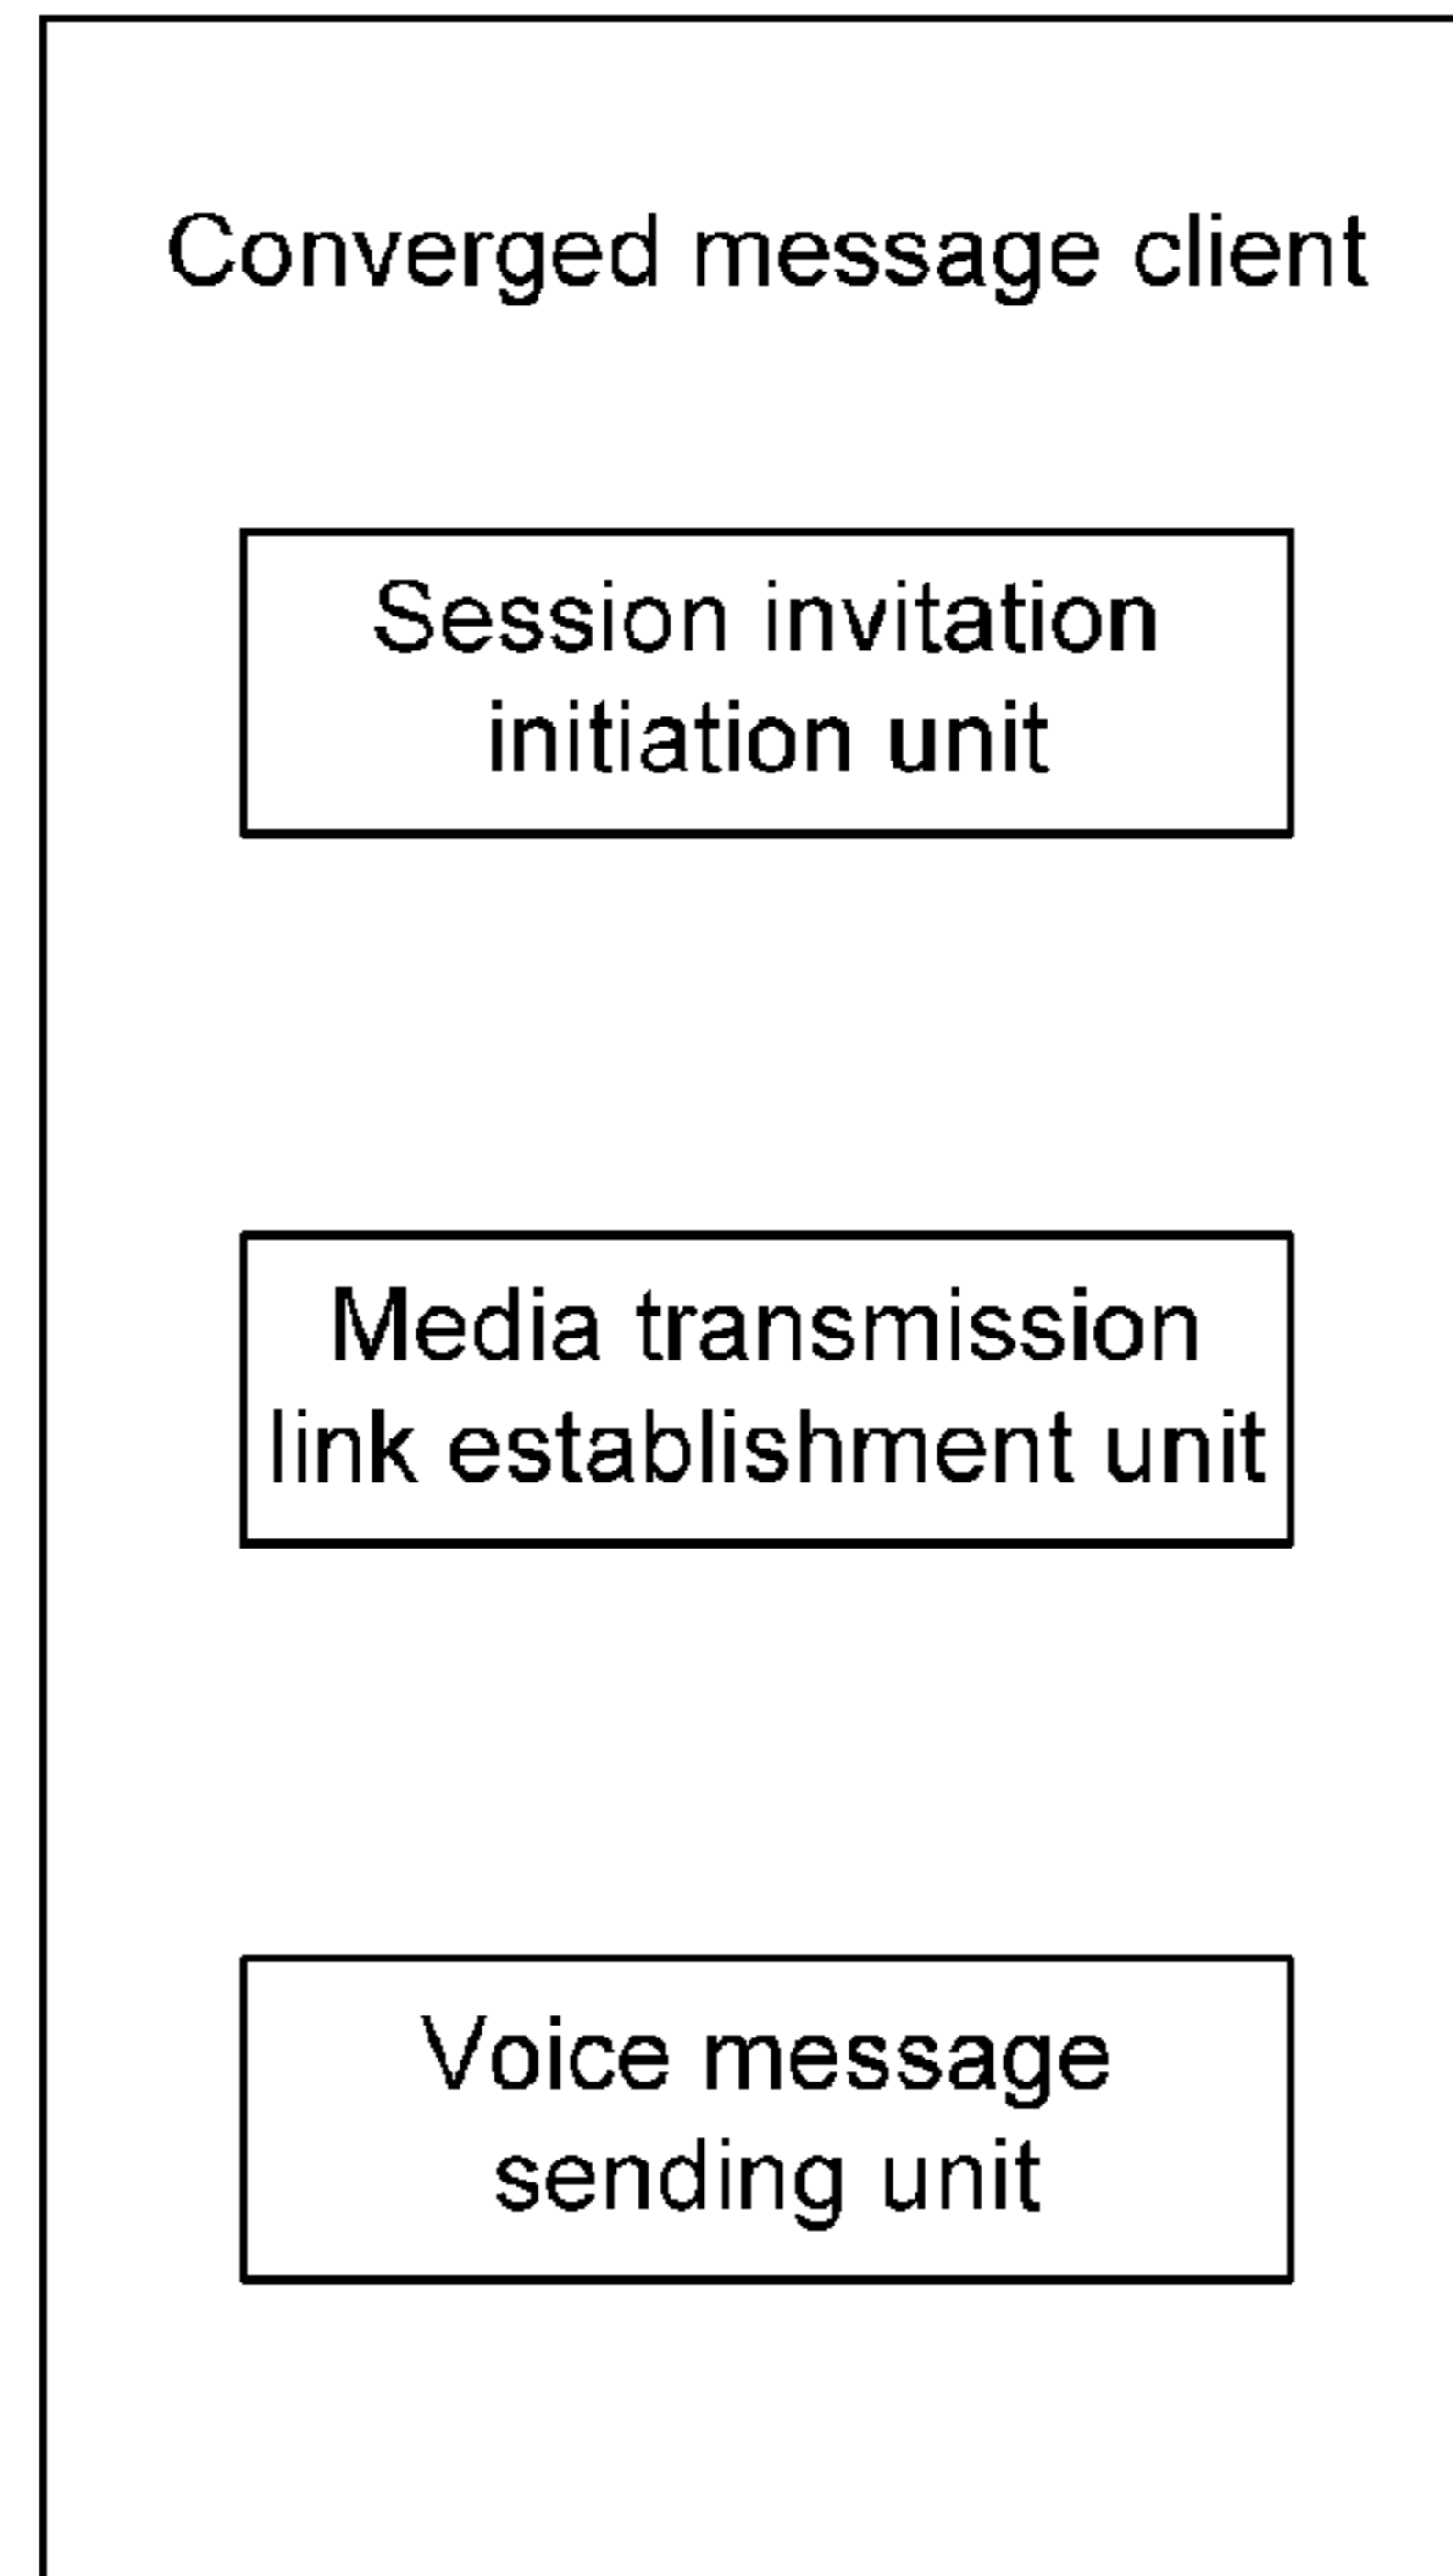 Converged message client
Session invitation
initiation unit
Media transmission
link establishment unit
Voice message
sending unit